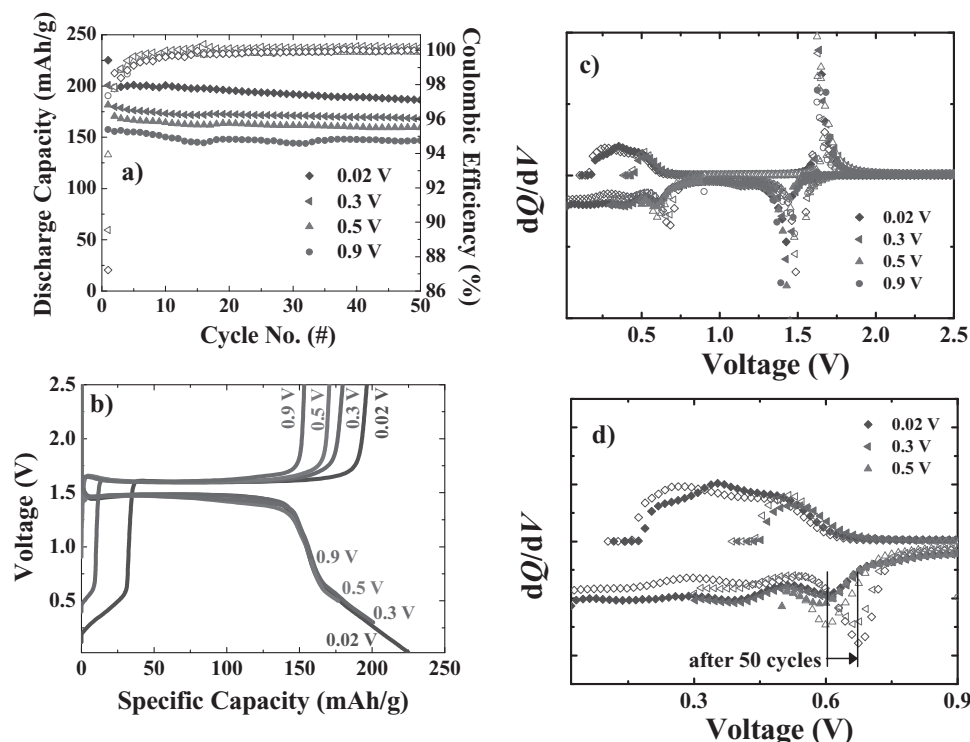 a)
Discharge Capacity (mAh/g)
250
200
150
100
50
0
0 10 20 30 40 50
Cycle No. (#)
100
98
96
94
92
90
88
86
Coulombic Efficiency (%)
0.02 V
0.3 V
0.5 V
0.9 V
b)
Voltage (V)
2.5
2.0
1.5
1.0
0.5
0 50 100 150 200 250
Specific Capacity (mAh/g)
0.9 V
0.5 V
0.3 V
0.02 V
0.9 V
0.5 V
0.3 V
0.02 V
c)
dQ/dV
0.02 V
0.3 V
0.5 V
0.9 V
0.5 1.0 1.5 2.0 2.5
Voltage (V)
d)
dQ/dV
0.02 V
0.3 V
0.5 V
after 50 cycles
0.3 0.6 0.9
Voltage (V)